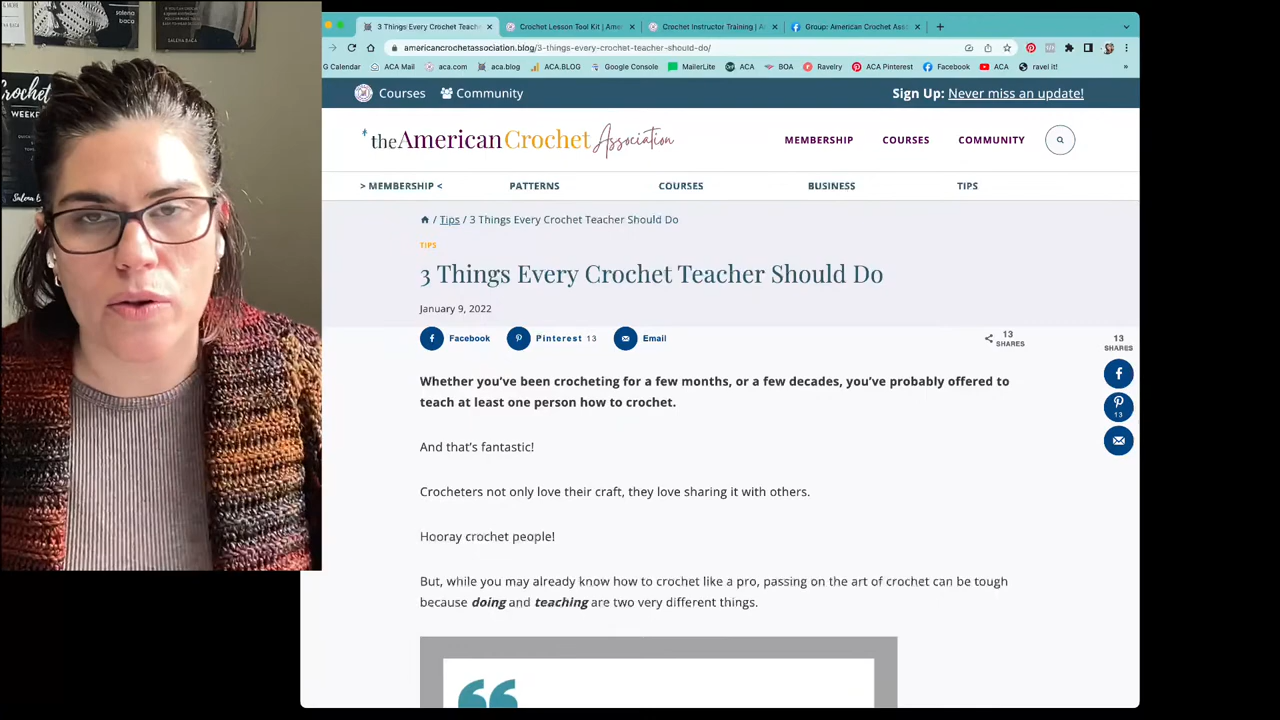 SALENA BACA
SALENA BACA
Crochet
WEEKE
3 Things Every Crochet Teache
Crochet Lesson Tool Kit | Amer
Crochet Instructor Training | A
Group: American Crochet Ass
americancrochetassociation.blog/3-things-every-crochet-teacher-should-do/
G Calendar
ACA Mail
aca.com
aca.blog
ACA.BLOG
Google Console
MailerLite
ACA
BOA
Ravelry
ACA Pinterest
Facebook
ACA
ravel it!
»
Courses
Community
Sign Up: Never miss an update!
theAmericanCrochet Association
MEMBERSHIP
COURSES
COMMUNITY
> MEMBERSHIP <
PATTERNS
COURSES
BUSINESS
TIPS
/ Tips / 3 Things Every Crochet Teacher Should Do
TIPS
3 Things Every Crochet Teacher Should Do
January 9, 2022
Facebook
Pinterest 13
Email
13
SHARES
13
SHARES
13
Whether you've been crocheting for a few months, or a few decades, you've probably offered to
teach at least one person how to crochet.
And that's fantastic!
Crocheters not only love their craft, they love sharing it with others.
Hooray crochet people!
But, while you may already know how to crochet like a pro, passing on the art of crochet can be tough
because doing and teaching are two very different things.
“